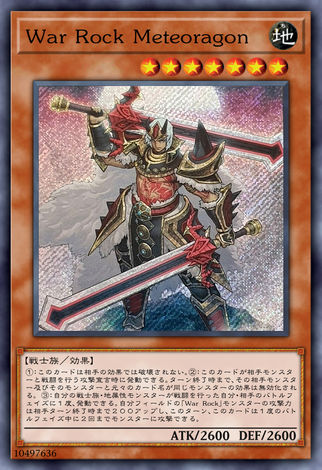 War Rock Meteoragon
地
【戦士族／効果】
①:このカードは相手の効果では破壊されない。②:このカードが相手モンスター
と戦闘を行う攻撃宣言時に発動できる。ターン終了時まで、その相手モンスタ
ー及びそのモンスターと元々のカード名が同じモンスターの効果は無効化され
る。③:自分の戦士族・地属性モンスターが戦闘を行った自分・相手のバトルフ
ェイズに1度、発動できる。自分フィールドの「War Rock」モンスターの攻撃力
は相手ターン終了時まで200アップし、このターン、このカードは1度のバト
ルフェイズ中に2回までモンスターに攻撃できる。
ATK/2600 DEF/2600
10497636